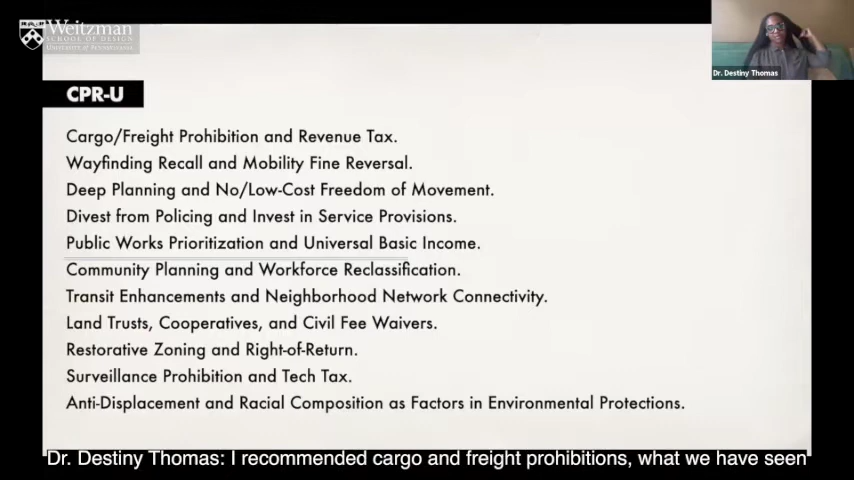 Weitzman
SCHOOL OF DESIGN
UNIVERSITY of PENNSYLVANIA
Dr. Destiny Thomas
CPR-U
Cargo/Freight Prohibition and Revenue Tax.
Wayfinding Recall and Mobility Fine Reversal.
Deep Planning and No/Low-Cost Freedom of Movement.
Divest from Policing and Invest in Service Provisions.
Public Works Prioritization and Universal Basic Income.
Community Planning and Workforce Reclassification.
Transit Enhancements and Neighborhood Network Connectivity.
Land Trusts, Cooperatives, and Civil Fee Waivers.
Restorative Zoning and Right-of-Return.
Surveillance Prohibition and Tech Tax.
Anti-Displacement and Racial Composition as Factors in Environmental Protections.
Dr. Destiny Thomas: I recommended cargo and freight prohibitions, what we have seen